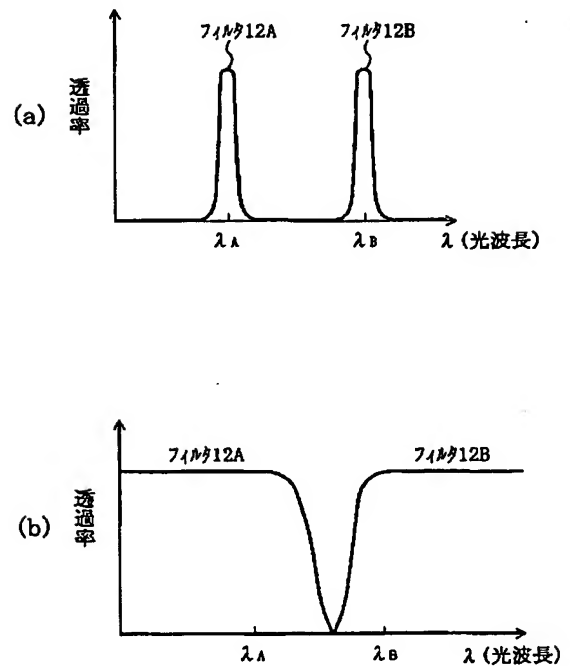 フィルタ12A
フィルタ12B
(a)
透過率
λA
λB
λ (光波長)
フィルタ12A
フィルタ12B
(b)
透過率
λA
λB
λ (光波長)